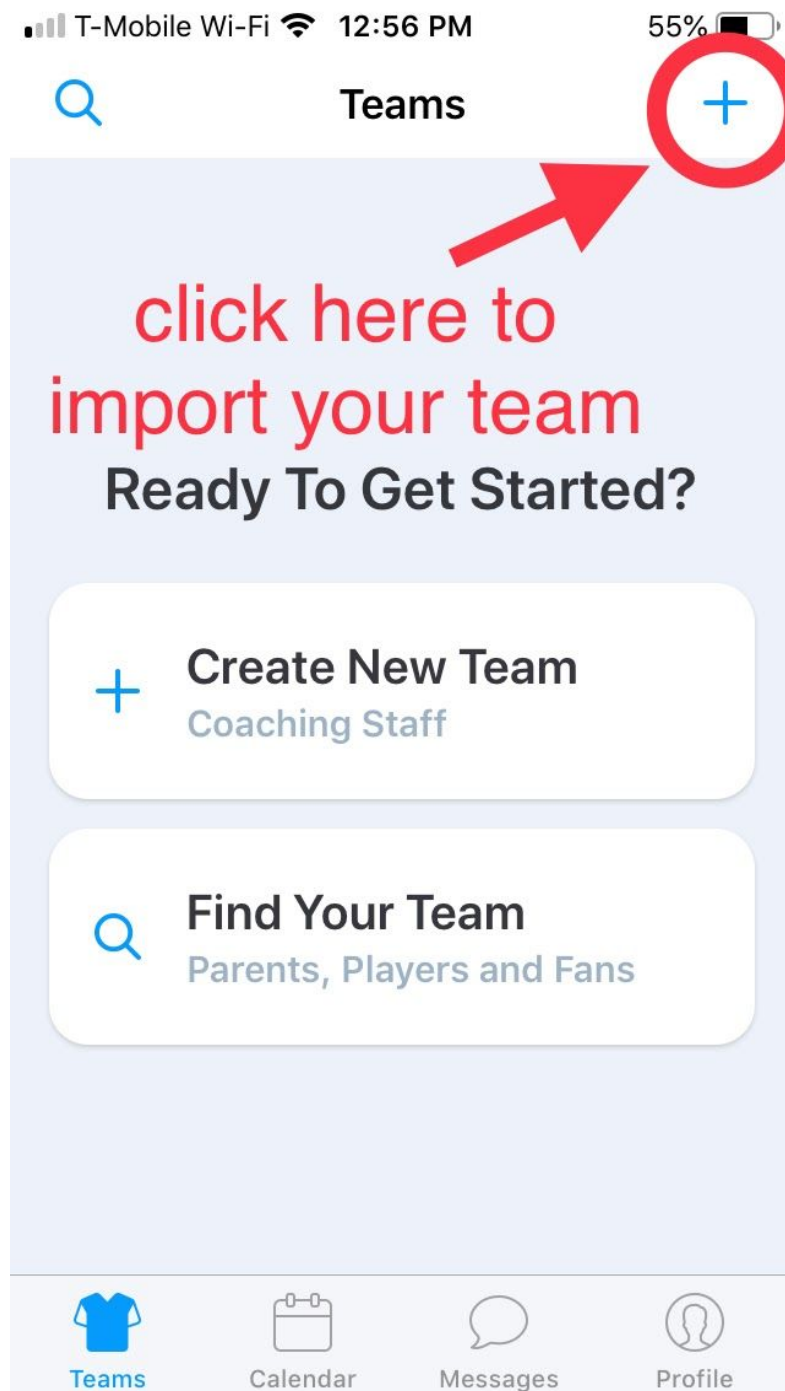 T-Mobile Wi-Fi 12:56 PM 55%
Teams
click here to
import your team
Ready To Get Started?
Create New Team
Coaching Staff
Find Your Team
Parents, Players and Fans
Teams Calendar Messages Profile